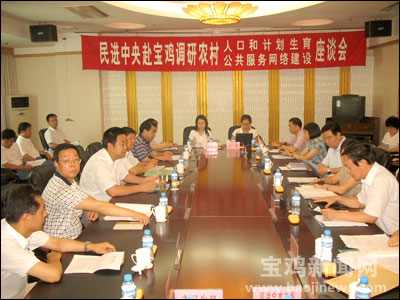 民进中央赴宝鸡调研农村 人口和计划生育 座谈会
公共服务网络建设
宝鸡新闻网
www.baojinews.com